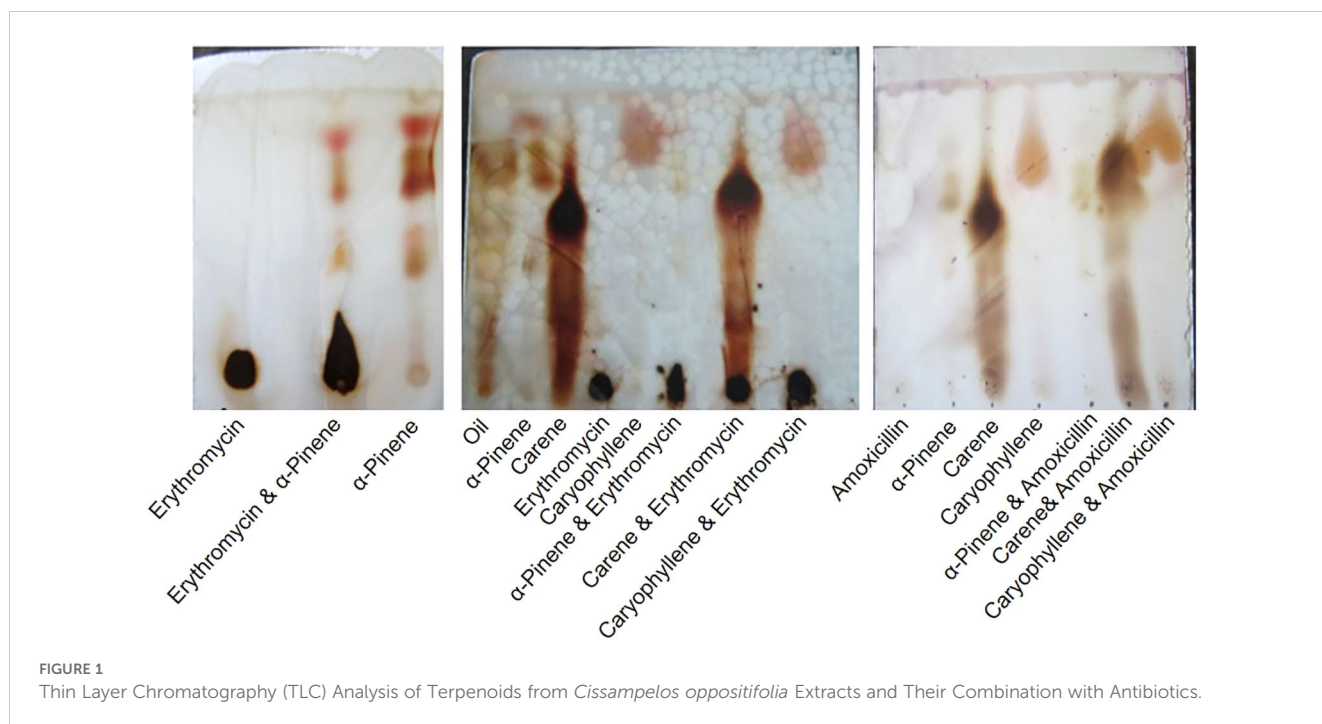 Erythromycin
Erythromycin & α-Pinene
α-Pinene
Oil
α-Pinene
Carene
Erythromycin
Caryophyllene
α-Pinene & Erythromycin
Carene & Erythromycin
Caryophyllene & Erythromycin
Amoxicillin
α-Pinene
Carene
Caryophyllene
α-Pinene & Amoxicillin
Carene& Amoxicillin
Caryophyllene & Amoxicillin
FIGURE 1
Thin Layer Chromatography (TLC) Analysis of Terpenoids from Cissampelos oppositifolia Extracts and Their Combination with Antibiotics.